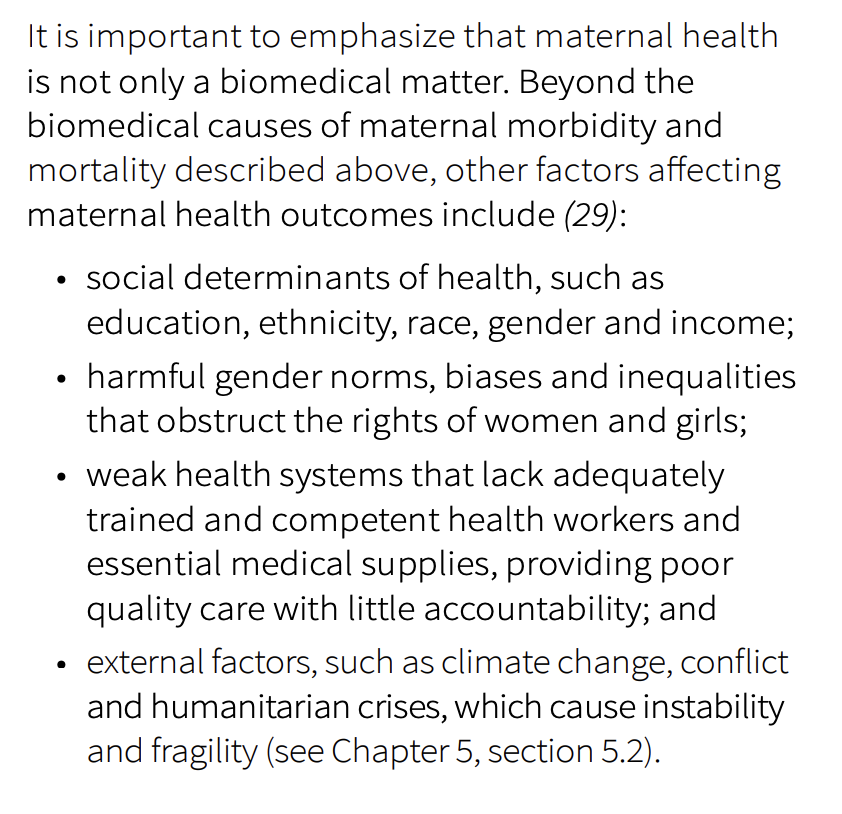 It is important to emphasize that maternal health
is not only a biomedical matter. Beyond the
biomedical causes of maternal morbidity and
mortality described above, other factors affecting
maternal health outcomes include (29):
• social determinants of health, such as
education, ethnicity, race, gender and income;
• harmful gender norms, biases and inequalities
that obstruct the rights of women and girls;
• weak health systems that lack adequately
trained and competent health workers and
essential medical supplies, providing poor
quality care with little accountability; and
• external factors, such as climate change, conflict
and humanitarian crises, which cause instability
and fragility (see Chapter 5, section 5.2).